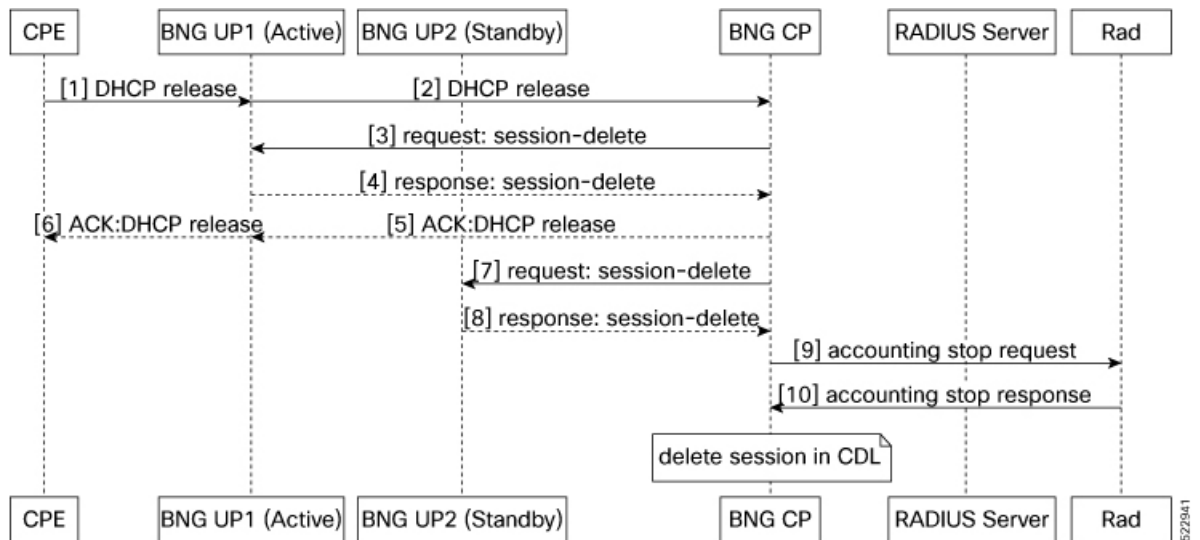 CPE
BNG UP1 (Active)
BNG UP2 (Standby)
BNG CP
RADIUS Server
Rad
[1] DHCP release
[2] DHCP release
[3] request: session-delete
[4] response: session-delete
[6] ACK:DHCP release
[5] ACK:DHCP release
[7] request: session-delete
[8] response: session-delete
[9] accounting stop request
[10] accounting stop response
delete session in CDL
CPE
BNG UP1 (Active)
BNG UP2 (Standby)
BNG CP
RADIUS Server
Rad
522941